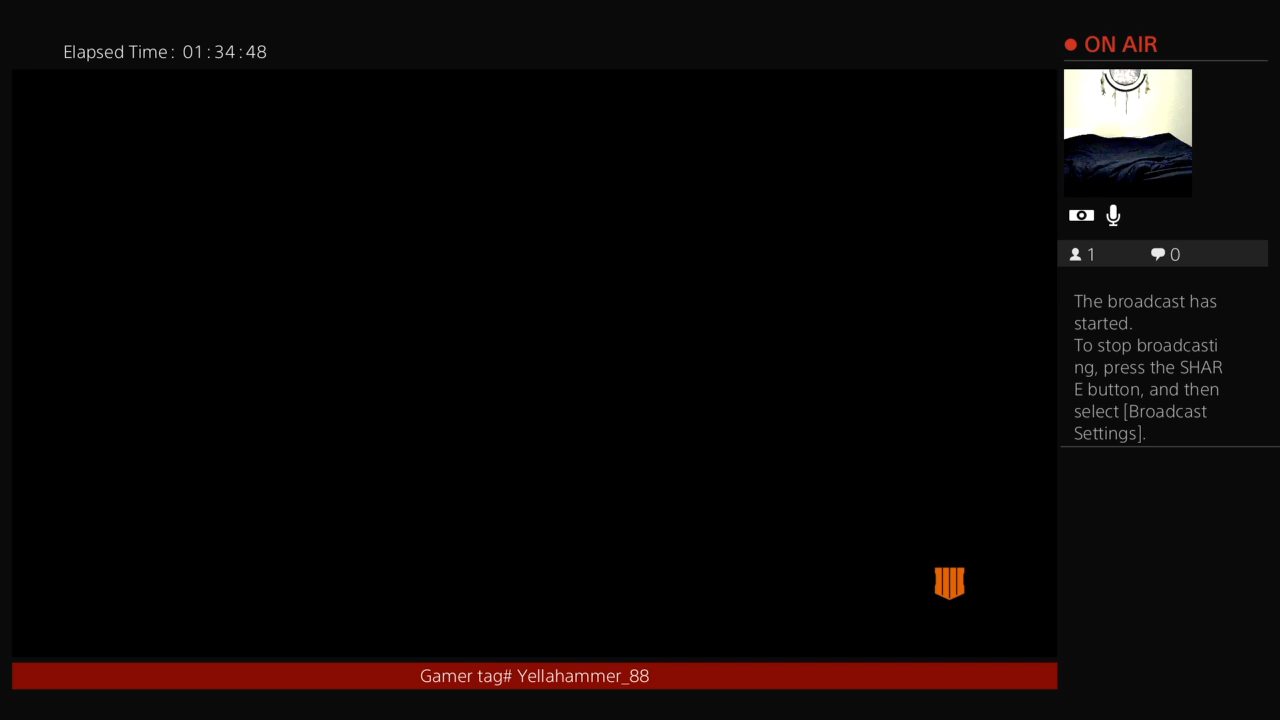 Elapsed Time: 01:34:48
ON AIR
1 0
The broadcast has
started.
To stop broadcasti
ng, press the SHAR
E button, and then
select [Broadcast
Settings].
Gamer tag# Yellahammer_88